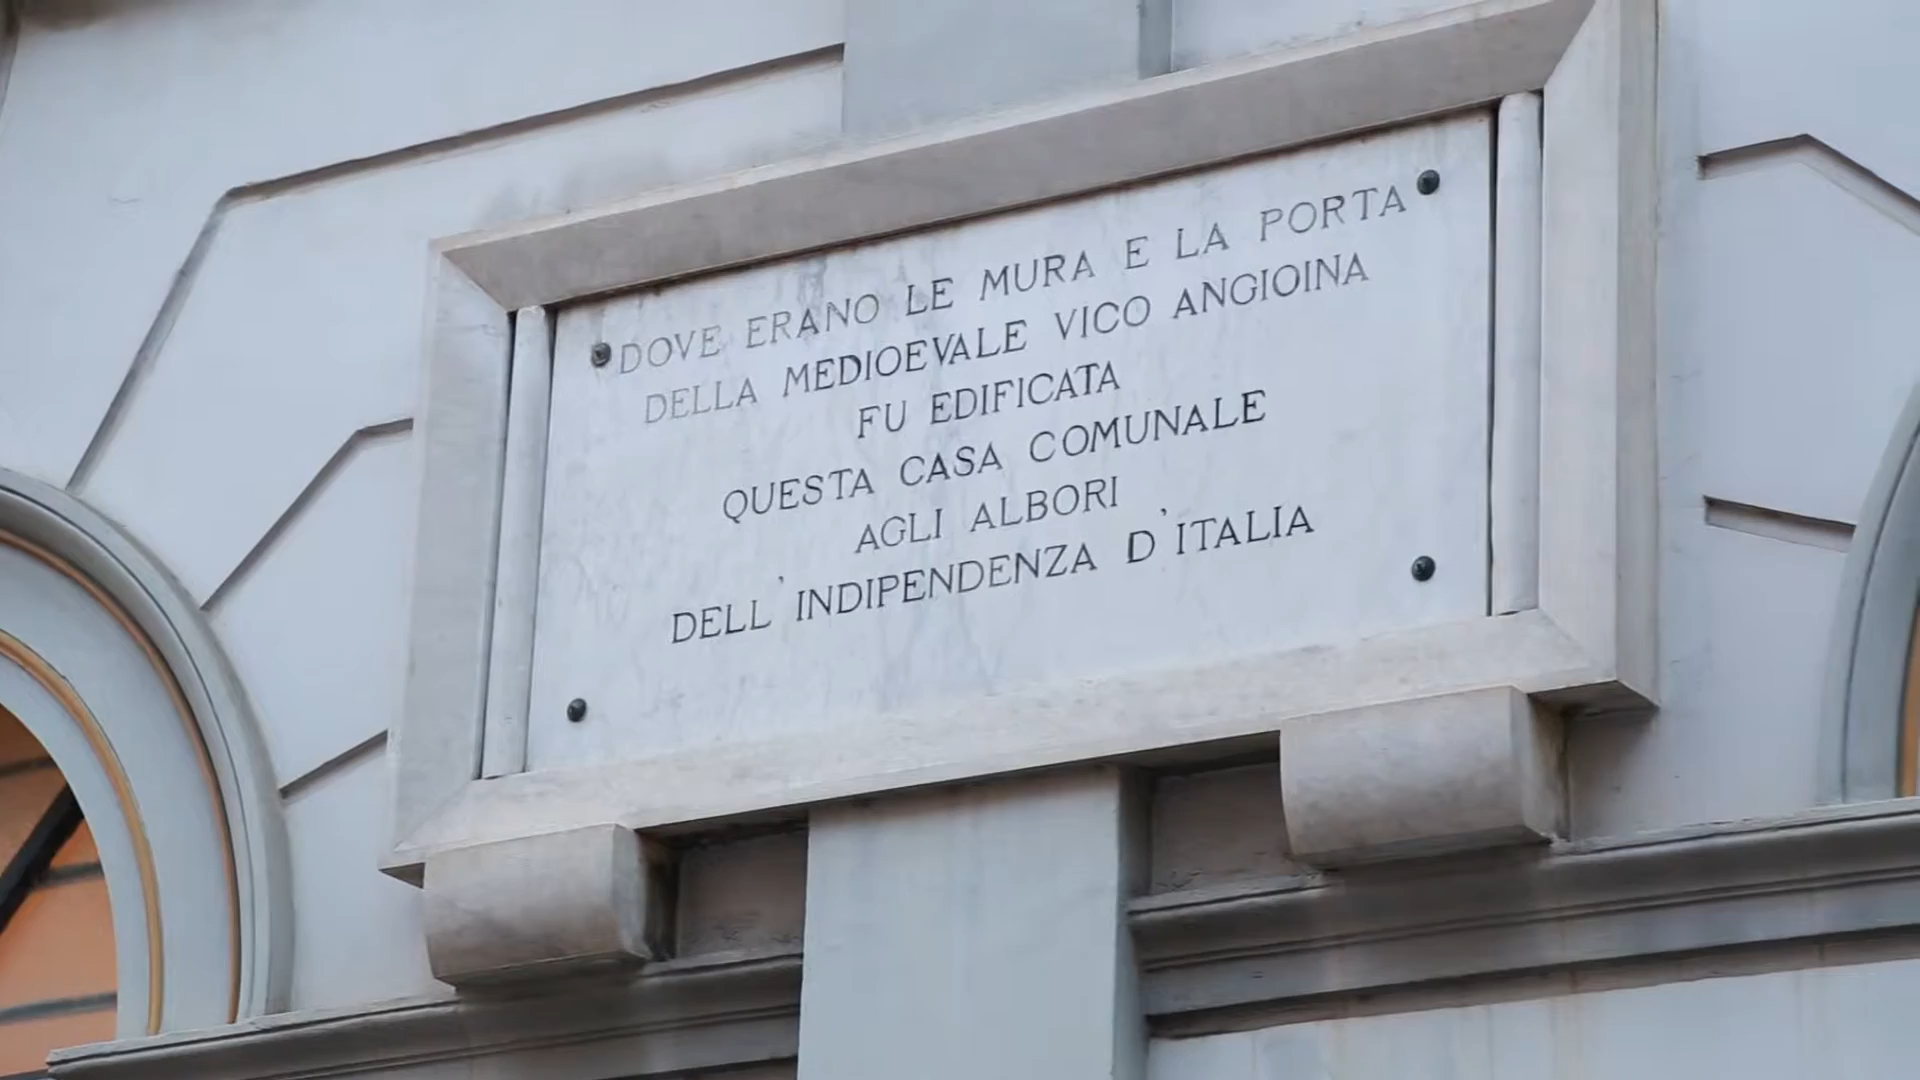 DOVE ERANO LE MURA E LA PORTA
DELLA MEDIOEVALE VICO ANGIOINA
FU EDIFICATA
QUESTA CASA COMUNALE
AGLI ALBORI
DELL'INDIPENDENZA D'ITALIA